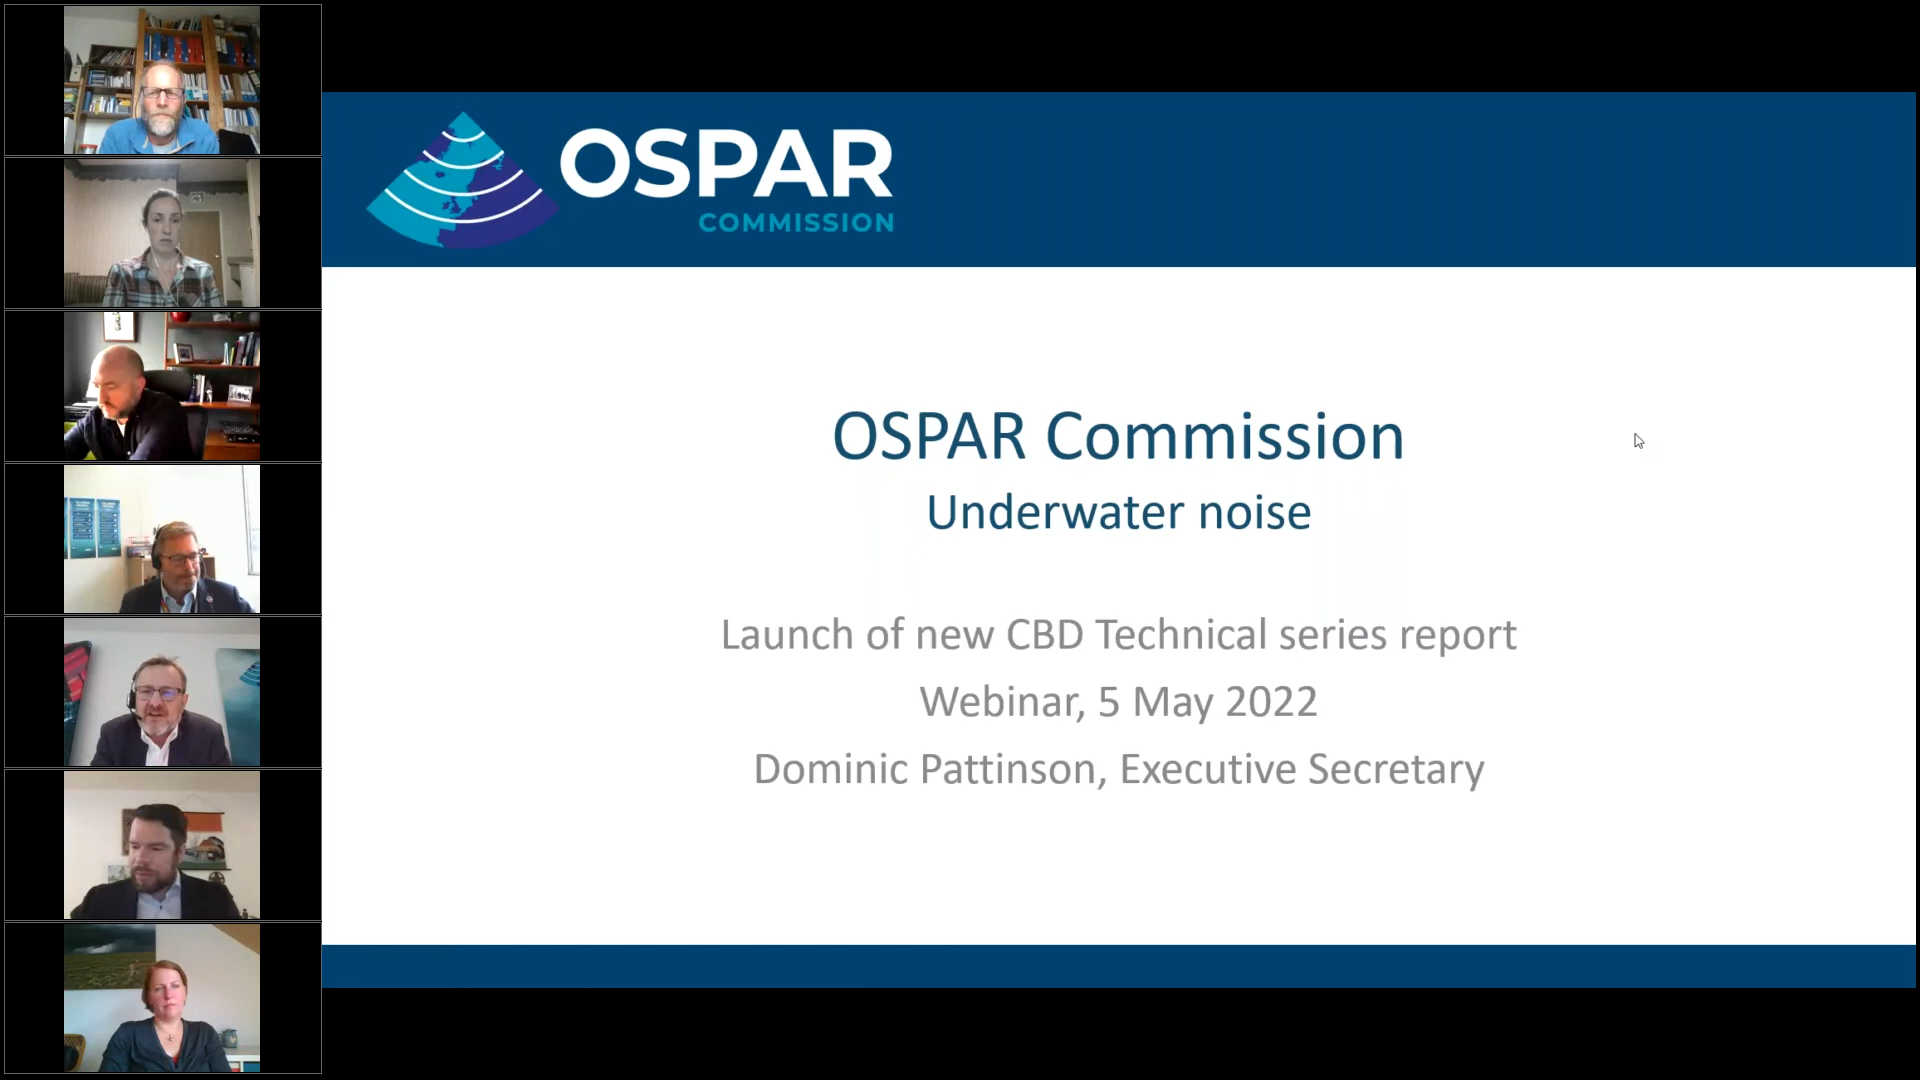 OSPAR
COMMISSION
OSPAR Commission
Underwater noise
Launch of new CBD Technical series report
Webinar, 5 May 2022
Dominic Pattinson, Executive Secretary